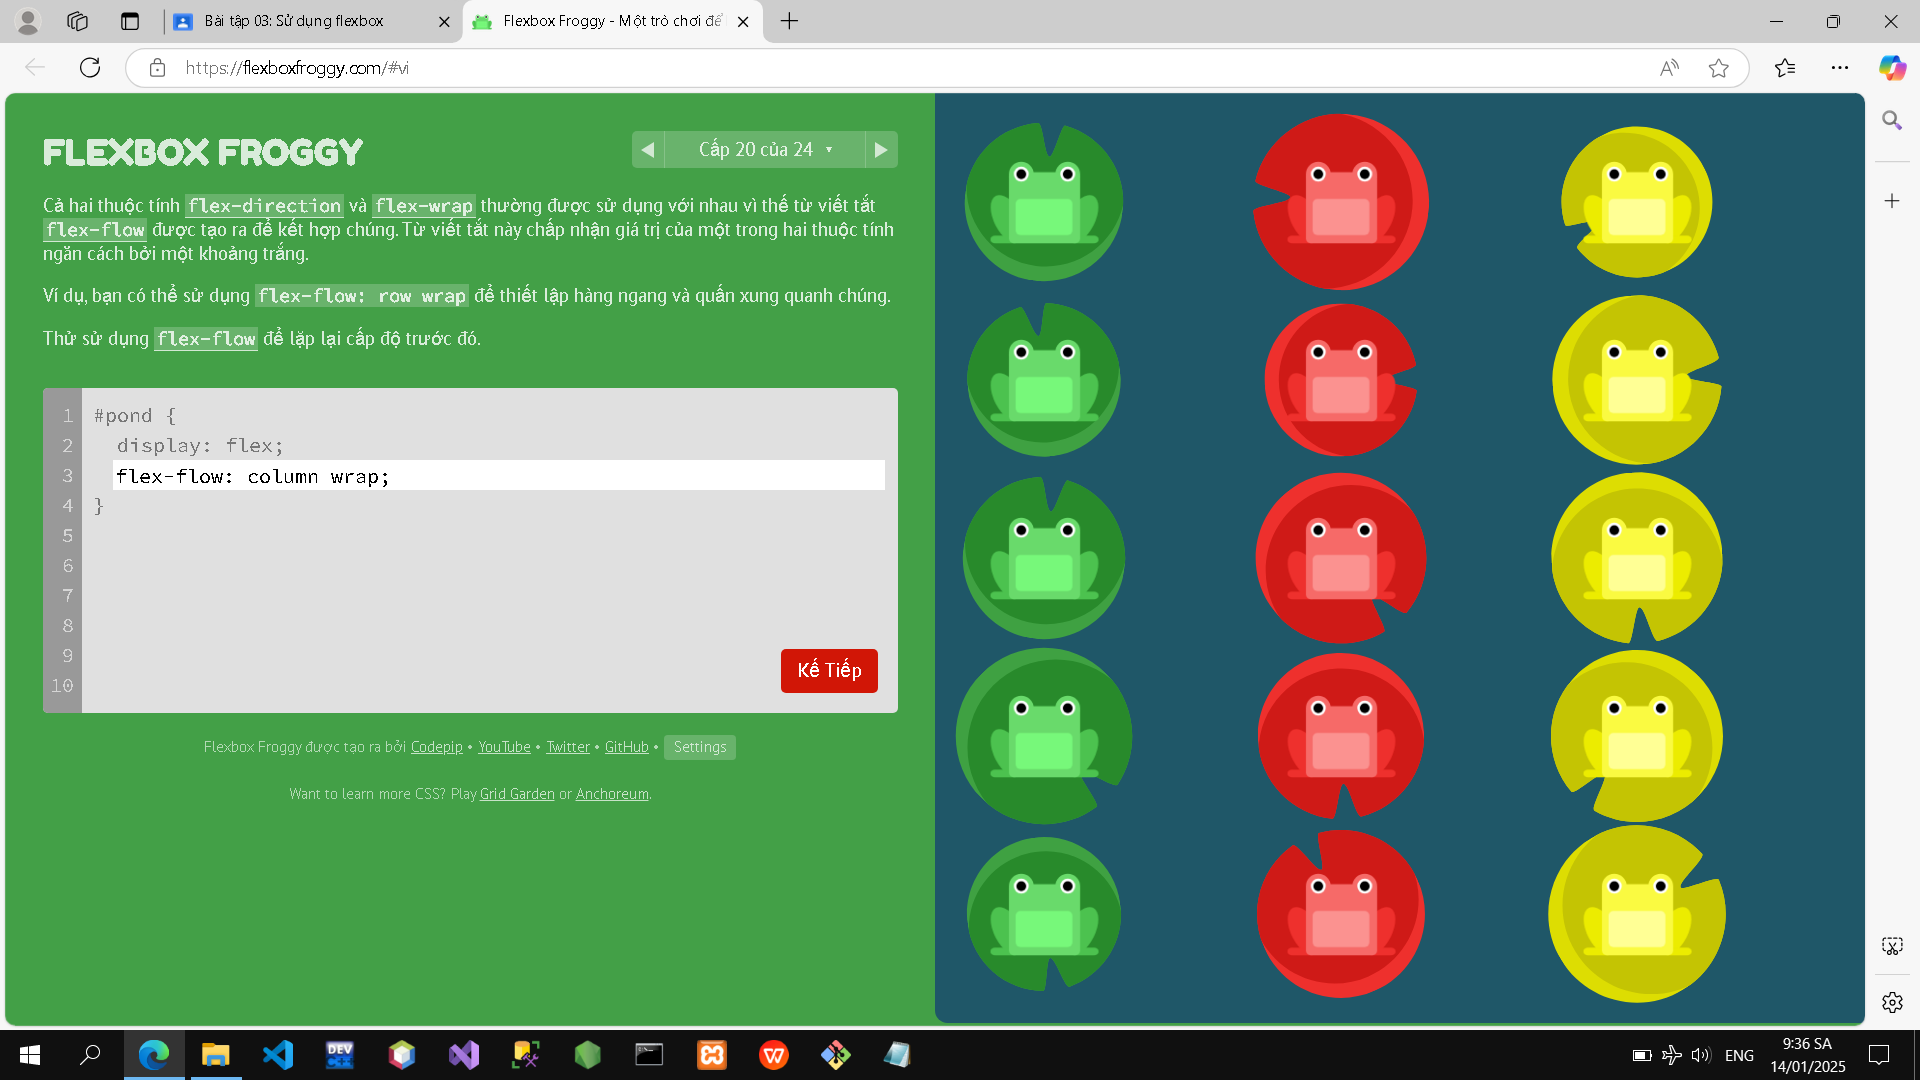 Bài tập 03: Sử dụng flexbox
Flexbox Froggy - Một trò chơi để
https://flexboxfroggy.com/#vi
FLEXBOX FROGGY
Cấp 20 của 24
Cả hai thuộc tính flex-direction và flex-wrap thường được sử dụng với nhau vì thế từ viết tắt
flex-flow được tạo ra để kết hợp chúng. Từ viết tắt này chấp nhận giá trị của một trong hai thuộc tính
ngăn cách bởi một khoảng trắng.
Ví dụ, bạn có thể sử dụng flex-flow: row wrap để thiết lập hàng ngang và quấn xung quanh chúng.
Thử sử dụng flex-flow để lặp lại cấp độ trước đó.
1 #pond {
2 display: flex;
3 flex-flow: column wrap;
4 }
5
6
7
8
9
10
Kế Tiếp
Flexbox Froggy được tạo ra bởi Codepip • YouTube • Twitter • GitHub • Settings
Want to learn more CSS? Play Grid Garden or Anchoreum.
DEV
C++
ENG
9:36 SA
14/01/2025